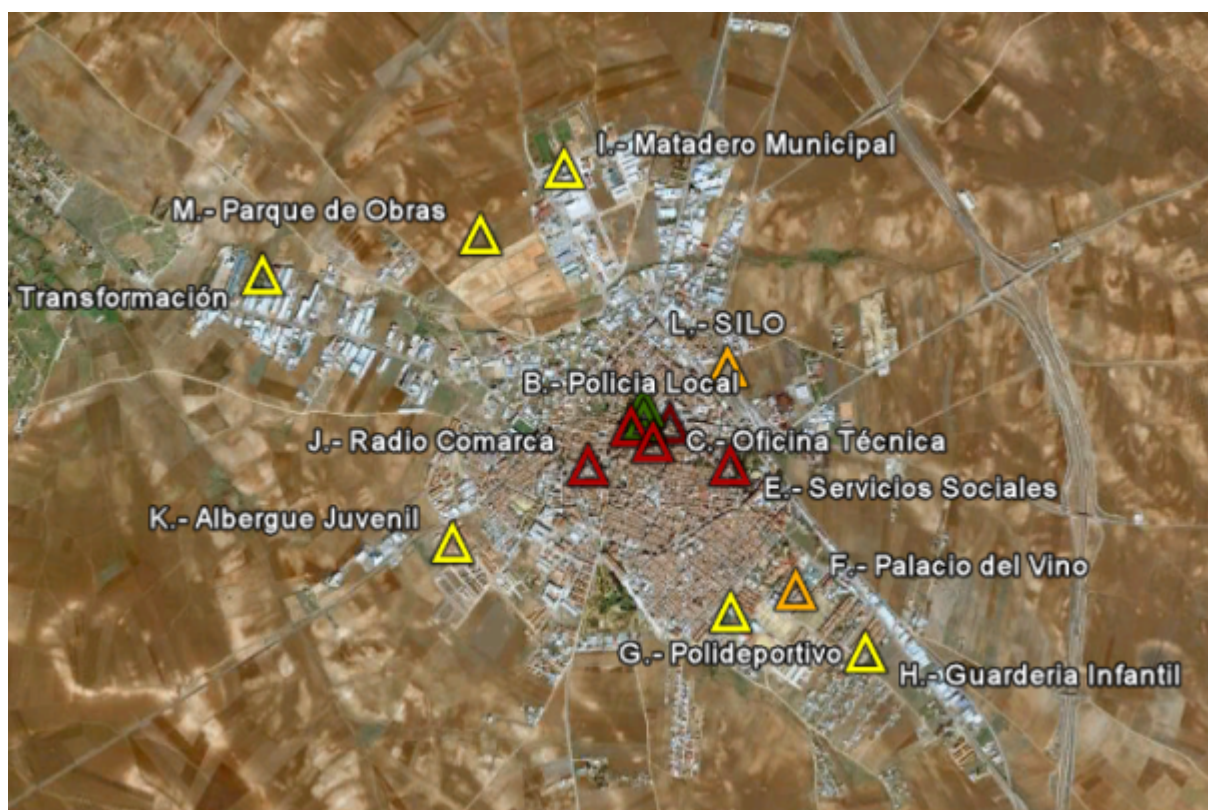 I.- Matadero Municipal
M.- Parque de Obras
Transformación
L.- SILO
B.- Policia Local
J.- Radio Comarca
C.- Oficina Técnica
E.- Servicios Sociales
K.- Albergue Juvenil
F.- Palacio del Vino
G.- Polideportivo
H.- Guarderia Infantil